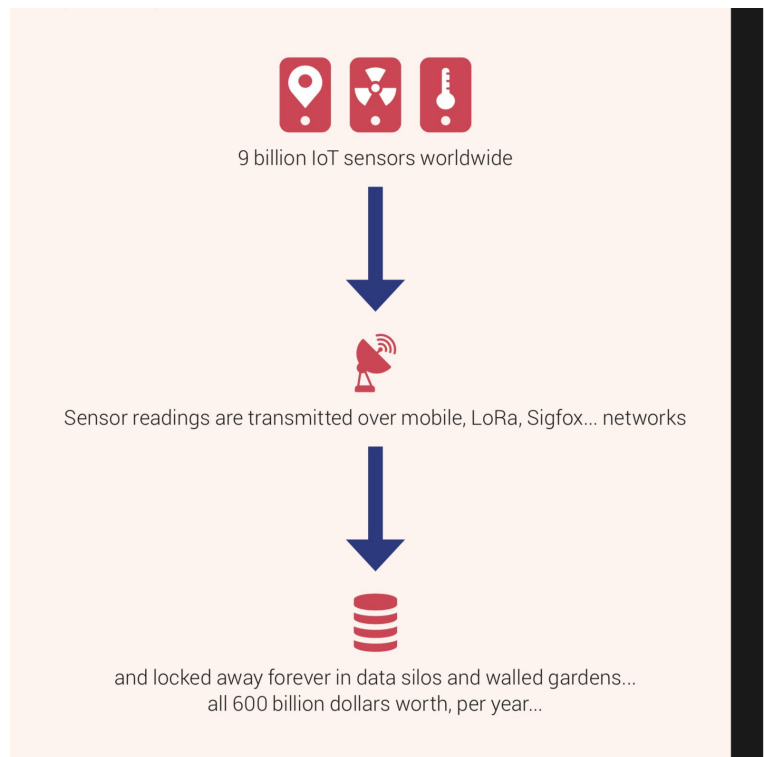 9 billion IoT sensors worldwide
Sensor readings are transmitted over mobile, LoRa, Sigfox... networks
and locked away forever in data silos and walled gardens...
all 600 billion dollars worth, per year...